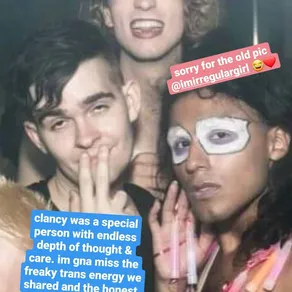 sorry for the old pic
@lmirregulargirl 😂❤️
clancy was a special
person with endless
depth of thought &
care. im gna miss the
freaky trans energy we
shared and the honest